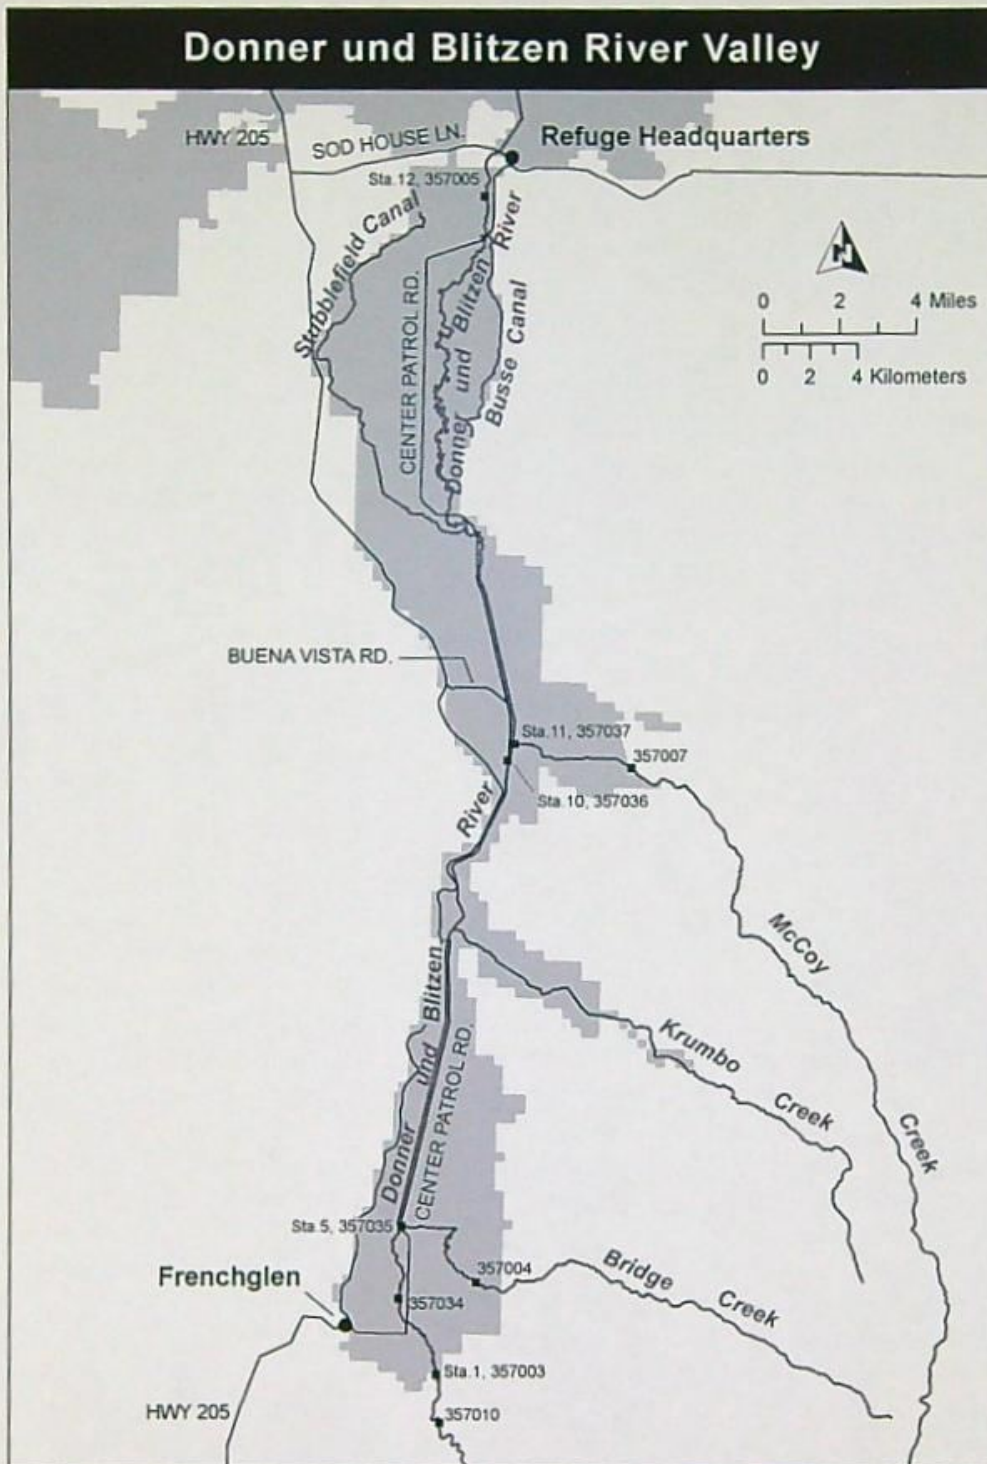 Donner und Blitzen River Valley
HWY 205
SOD HOUSE LN.
Refuge Headquarters
Sta.12, 357005
Stubblefield Canal
Donner und Blitzen River
CENTER PATROL RD.
Busse Canal
N
0 2 4 Miles
0 2 4 Kilometers
BUENA VISTA RD.
Sta.11, 357037
357007
Sta.10, 357036
Donner und Blitzen River
McCoy Creek
Krumbo Creek
CENTER PATROL RD.
Sta.5, 357035
357004
Bridge Creek
Frenchglen
357034
Sta.1, 357003
HWY 205
357010